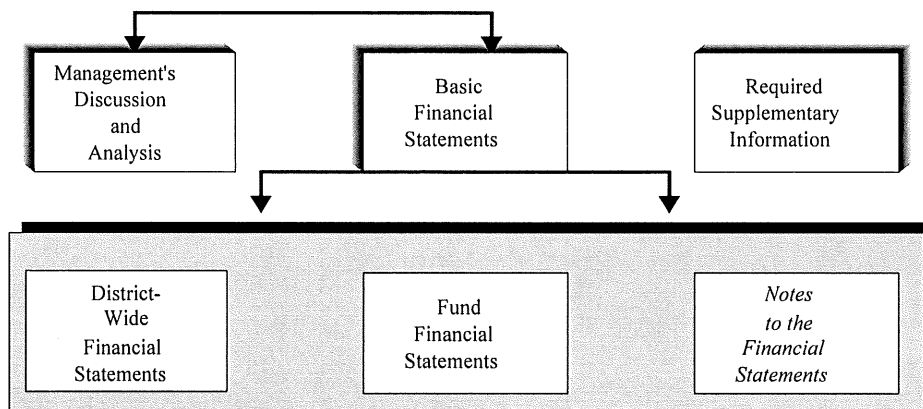 Management's
Discussion
and
Analysis
Basic
Financial
Statements
Required
Supplementary
Information
District-
Wide
Financial
Statements
Fund
Financial
Statements
Notes
to the
Financial
Statements